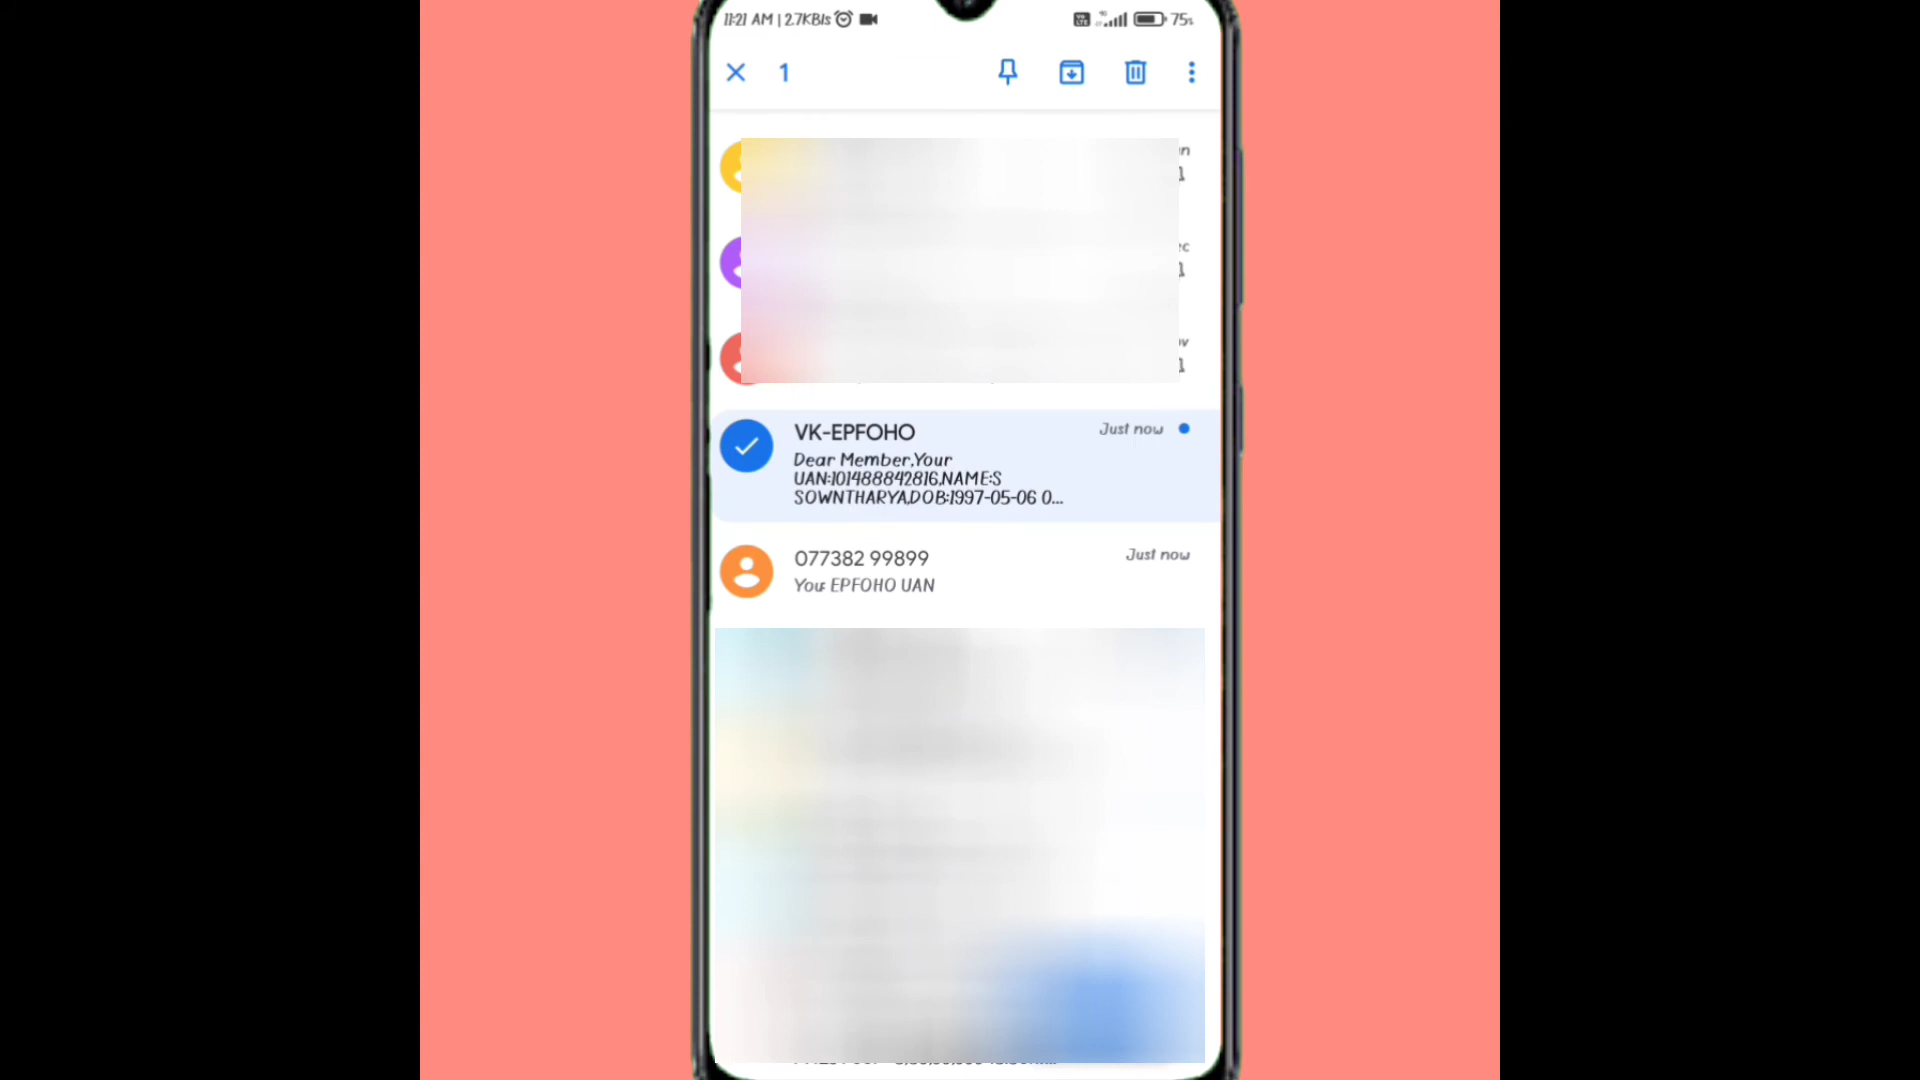 11:21 AM | 2.7KB/s 75%
1
VK-EPFOHO Just now
Dear Member,Your
UAN:101488842816,NAME:S
SOWNTHARYA,DOB:1997-05-06 0...
077382 99899 Just now
You: EPFOHO UAN